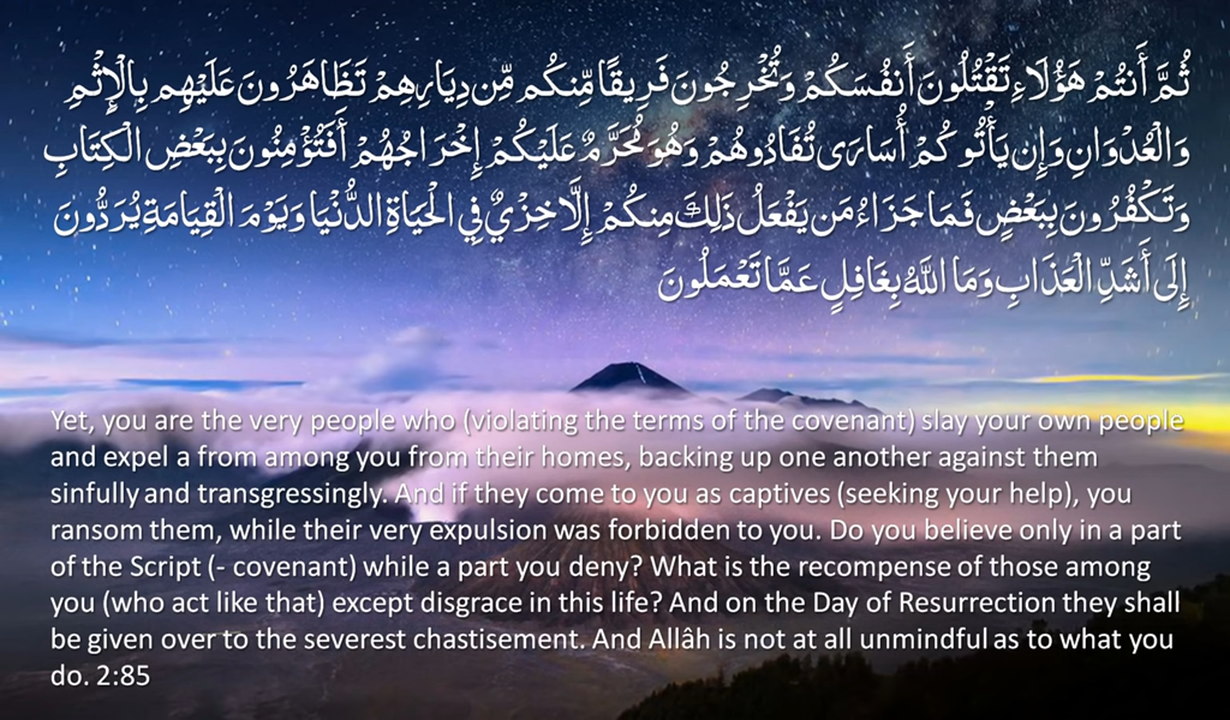 ثُمَّ أَنتُمْ هَؤُلَاءِ تَقْتُلُونَ أَنفُسَكُمْ وَتُخْرِجُونَ فَرِيقًا مِّنكُم مِّن دِيَارِهِمْ تَظَاهَرُونَ عَلَيْهِم بِالْإِثْمِ
وَالْعُدْوَانِ وَإِن يَأْتُوكُمْ أُسَارَى تُفَادُوهُمْ وَهُوَ مُحَرَّمٌ عَلَيْكُمْ إِخْرَاجُهُمْ أَفَتُؤْمِنُونَ بِبَعْضِ الْكِتَابِ
وَتَكْفُرُونَ بِبَعْضٍ فَمَا جَزَاءُ مَن يَفْعَلُ ذَلِكَ مِنكُمْ إِلَّا خِزْيٌ فِي الْحَيَاةِ الدُّنْيَا وَيَوْمَ الْقِيَامَةِ يُرَدُّونَ
إِلَى أَشَدِّ الْعَذَابِ وَمَا اللَّهُ بِغَافِلٍ عَمَّا تَعْمَلُونَ
Yet, you are the very people who (violating the terms of the covenant) slay your own people
and expel a from among you from their homes, backing up one another against them
sinfully and transgressingly. And if they come to you as captives (seeking your help), you
ransom them, while their very expulsion was forbidden to you. Do you believe only in a part
of the Script (- covenant) while a part you deny? What is the recompense of those among
you (who act like that) except disgrace in this life? And on the Day of Resurrection they shall
be given over to the severest chastisement. And Allâh is not at all unmindful as to what you
do. 2:85